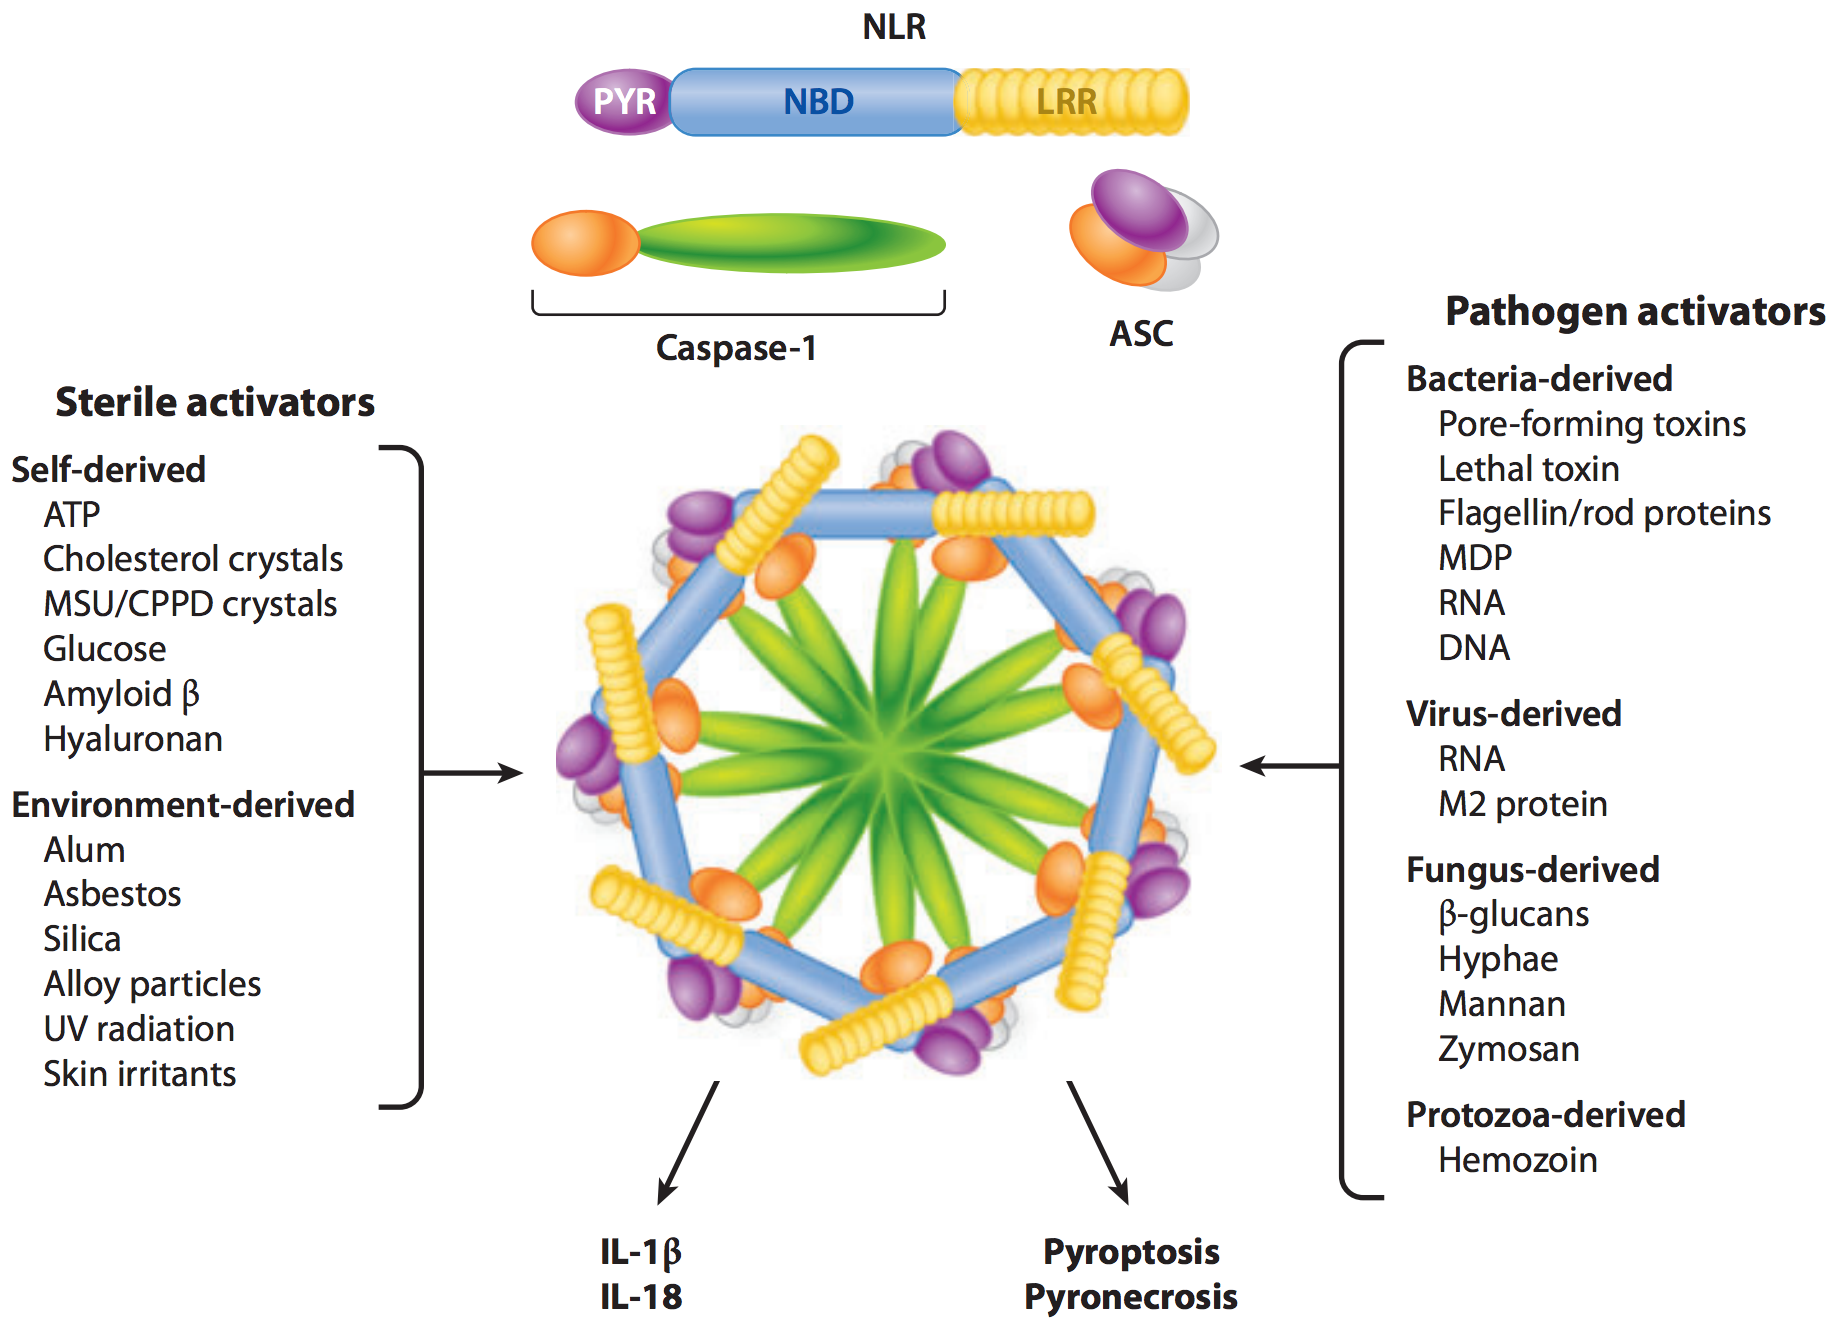 NLR
PYR
NBD
LRR
Caspase-1
ASC
Sterile activators
Self-derived
ATP
Cholesterol crystals
MSU/CPPD crystals
Glucose
Amyloid β
Hyaluronan
Environment-derived
Alum
Asbestos
Silica
Alloy particles
UV radiation
Skin irritants
Pathogen activators
Bacteria-derived
Pore-forming toxins
Lethal toxin
Flagellin/rod proteins
MDP
RNA
DNA
Virus-derived
RNA
M2 protein
Fungus-derived
β-glucans
Hyphae
Mannan
Zymosan
Protozoa-derived
Hemozoin
IL-1β
IL-18
Pyroptosis
Pyronecrosis